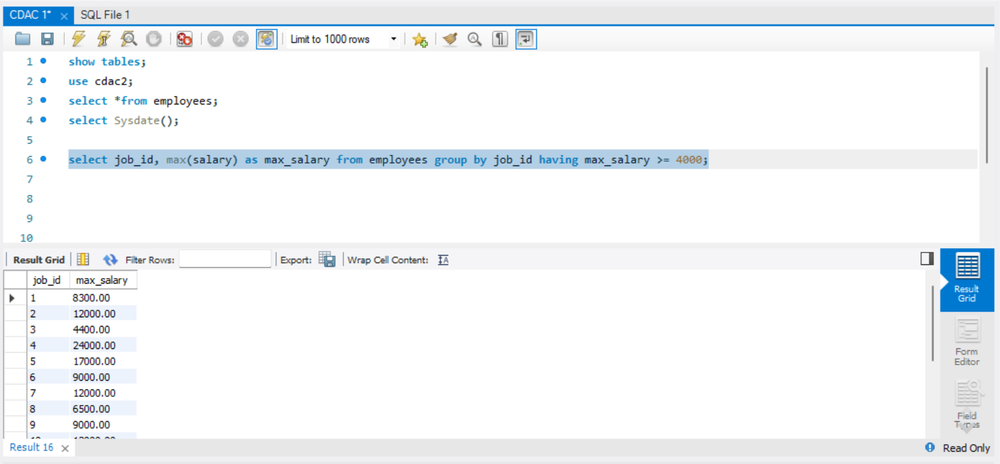 CDAC 1* SQL File 1
Limit to 1000 rows
1 show tables;
2 use cdac2;
3 select *from employees;
4 select Sysdate();
5
6 select job_id, max(salary) as max_salary from employees group by job_id having max_salary >= 4000;
7
8
9
10
Result Grid Filter Rows: Export: Wrap Cell Content:
job_id max_salary
1 8300.00
2 12000.00
3 4400.00
4 24000.00
5 17000.00
6 9000.00
7 12000.00
8 6500.00
9 9000.00
Result
Grid
Form
Editor
Field
Types
Result 16 Read Only